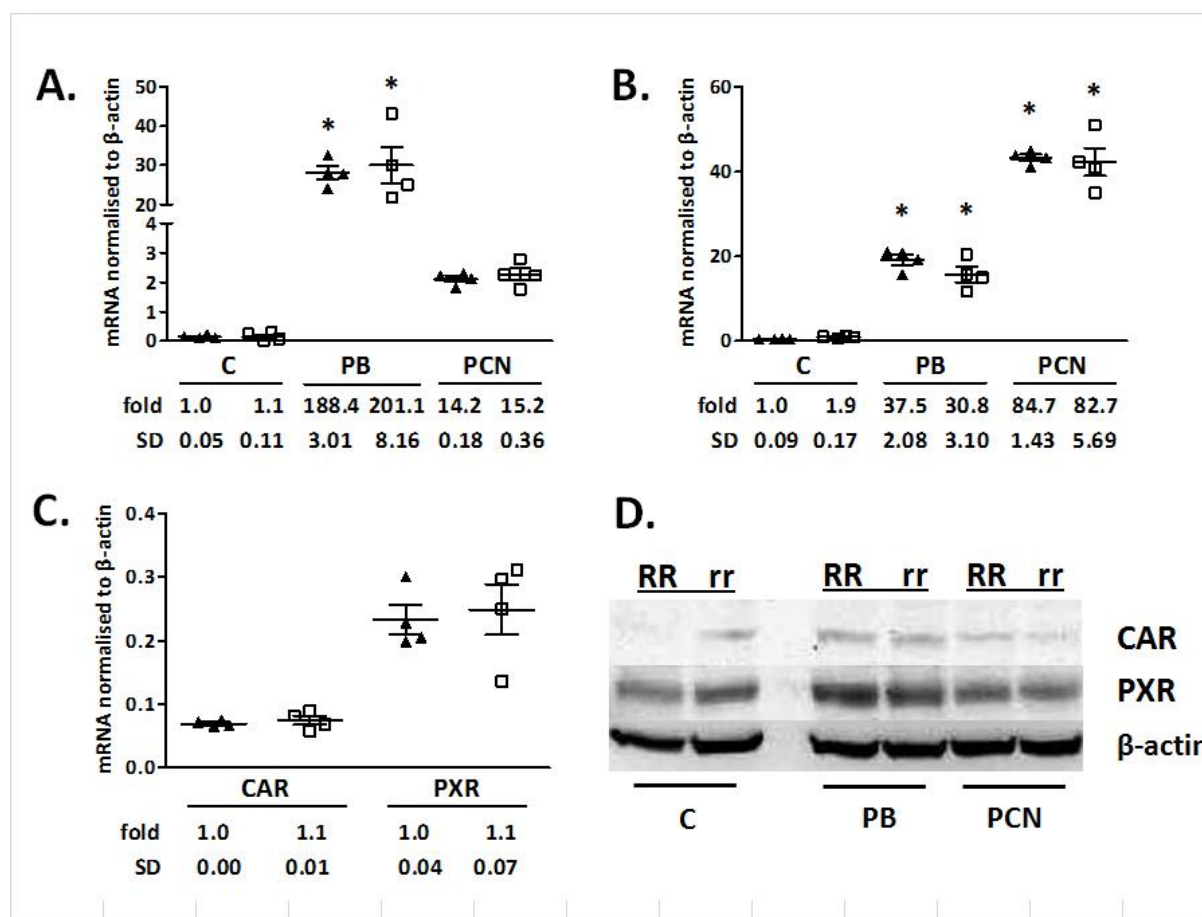 A.
mRNA normalised to β-actin
50
40
30
20
4
3
2
1
0
* *
C PB PCN
fold 1.0 1.1 188.4 201.1 14.2 15.2
SD 0.05 0.11 3.01 8.16 0.18 0.36
B.
mRNA normalised to β-actin
60
40
20
0
* * * *
C PB PCN
fold 1.0 1.9 37.5 30.8 84.7 82.7
SD 0.09 0.17 2.08 3.10 1.43 5.69
C.
mRNA normalised to β-actin
0.4
0.3
0.2
0.1
0.0
CAR PXR
fold 1.0 1.1 1.0 1.1
SD 0.00 0.01 0.04 0.07
D.
RR rr RR rr RR rr
CAR
PXR
β-actin
C PB PCN